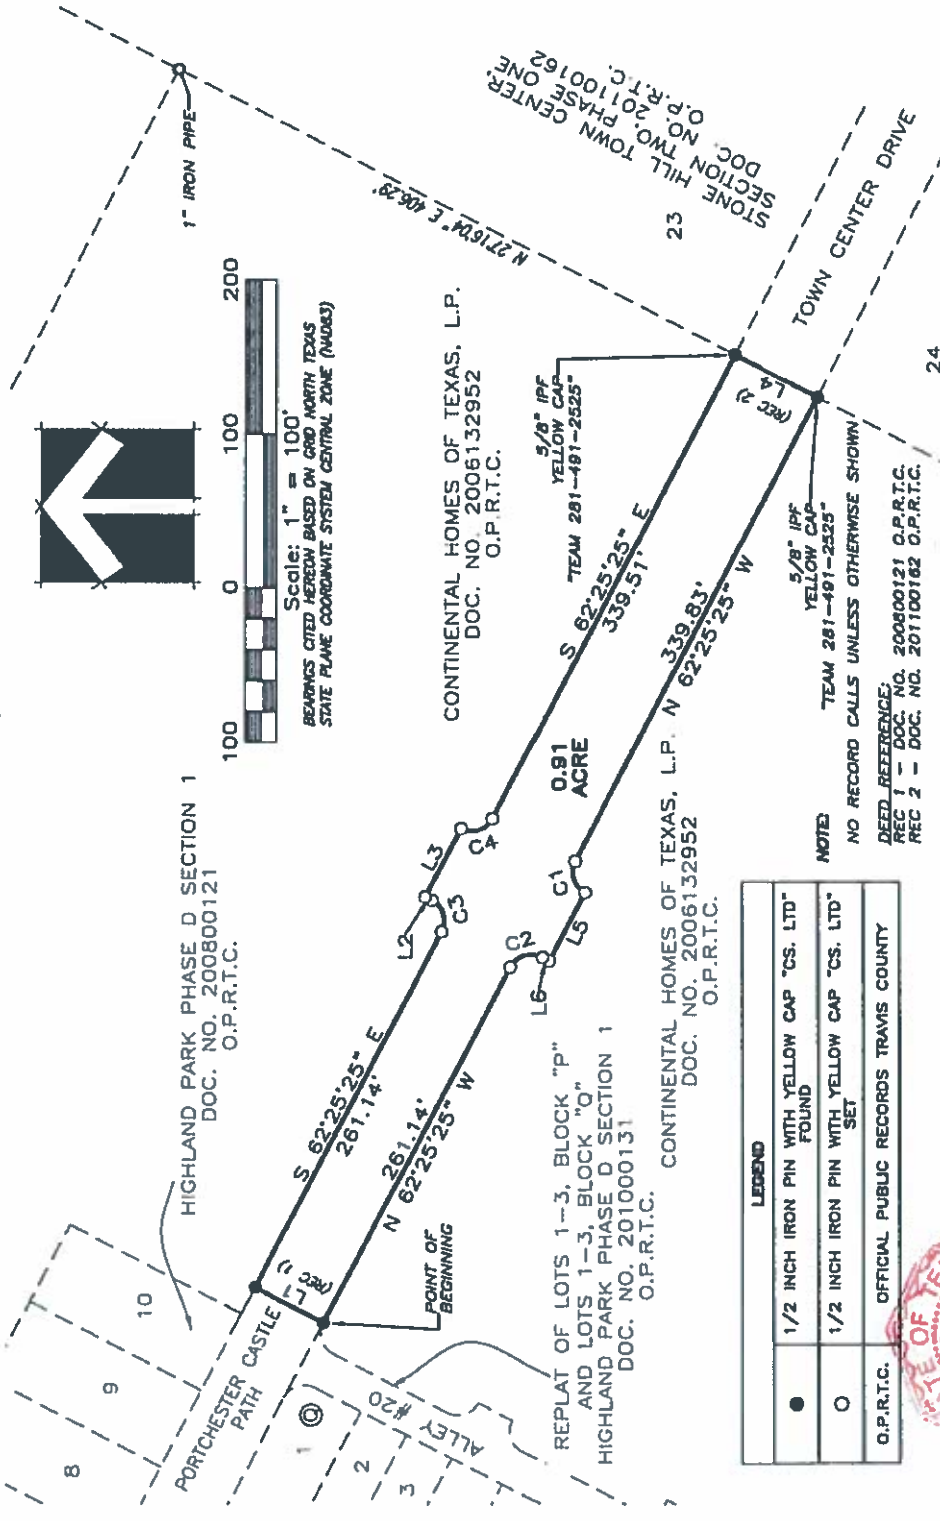 1" IRON PIPE
N 27°16'04" E 406.29'
STONE HILL TOWN CENTER,
SECTION TWO, PHASE ONE
DOC. NO. 201100162
O.P.R.T.C.
23
TOWN CENTER DRIVE
24
100 0 100 200
Scale: 1" = 100'
BEARINGS CITED HEREON BASED ON GRID NORTH TEXAS
STATE PLANE COORDINATE SYSTEM CENTRAL ZONE (NAD83)
HIGHLAND PARK PHASE D SECTION 1
DOC. NO. 200800121
O.P.R.T.C.
CONTINENTAL HOMES OF TEXAS, L.P.
DOC. NO. 2006132952
O.P.R.T.C.
5/8" IPF
YELLOW CAP
"TEAM 281-491-2525"
L4
(REC 2)
S 62°25'25" E
339.51'
339.83'
N 62°25'25" W
0.91
ACRE
L3
C4
L2
C3
C1
L5
C2
L6
S 62°25'25" E
261.14'
261.14'
N 62°25'25" W
L1
(REC 1)
POINT OF
BEGINNING
8
9
10
PORTCHESTER CASTLE
PATH
1
Q
2
3
ALLEY #20
REPLAT OF LOTS 1-3, BLOCK "P"
AND LOTS 1-3, BLOCK "Q"
HIGHLAND PARK PHASE D SECTION 1
DOC. NO. 201000131
O.P.R.T.C.
CONTINENTAL HOMES OF TEXAS, L.P.
DOC. NO. 2006132952
O.P.R.T.C.
5/8" IPF
YELLOW CAP
"TEAM 281-491-2525"
NOTE:
NO RECORD CALLS UNLESS OTHERWISE SHOWN
DEED REFERENCE:
REC 1 - DOC. NO. 200800121 O.P.R.T.C.
REC 2 - DOC. NO. 201100162 O.P.R.T.C.
LEGEND
1/2 INCH IRON PIN WITH YELLOW CAP "CS. LTD"
FOUND
1/2 INCH IRON PIN WITH YELLOW CAP "CS. LTD"
SET
O.P.R.T.C. OFFICIAL PUBLIC RECORDS TRAVIS COUNTY
E OF TE